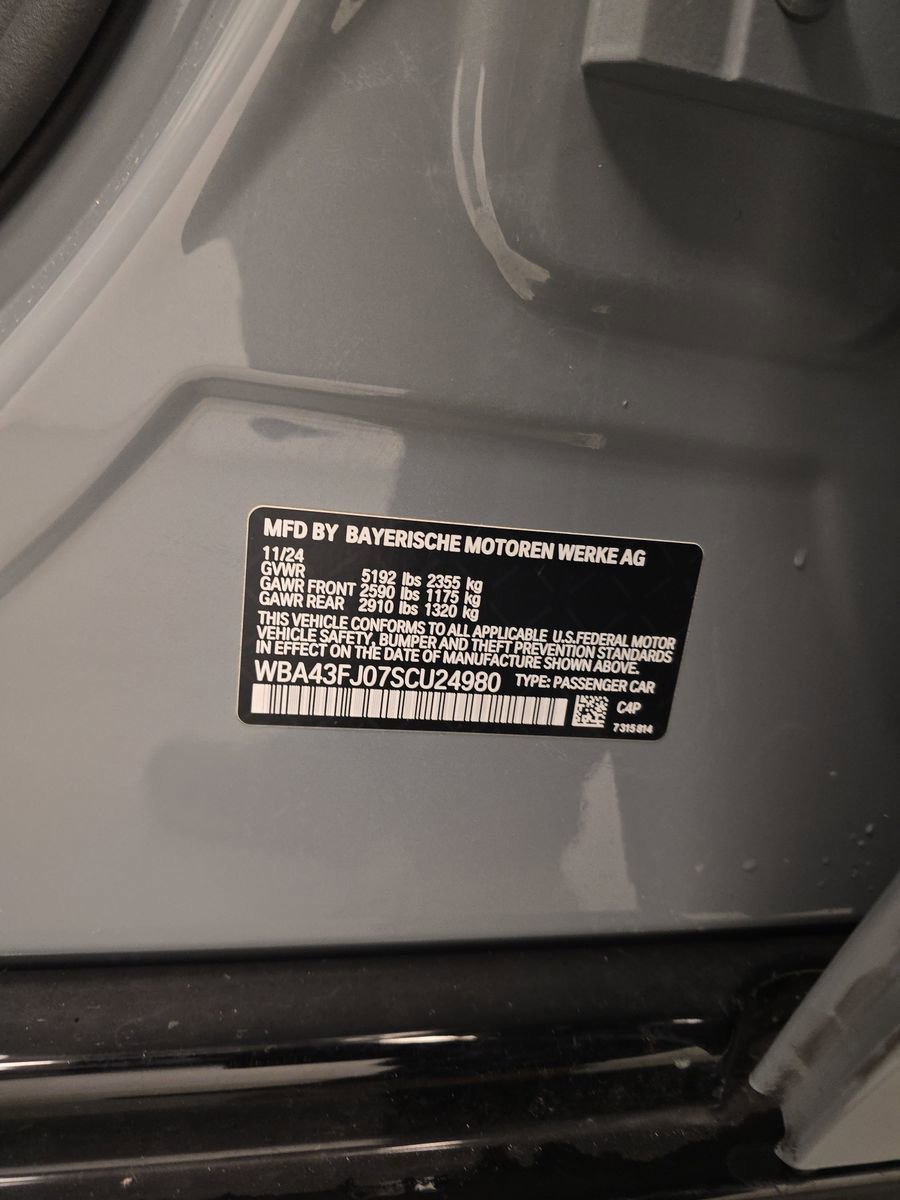 MFD BY BAYERISCHE MOTOREN WERKE AG
11/24
GVWR 5192 lbs 2355 kg
GAWR FRONT 2590 lbs 1175 kg
GAWR REAR 2910 lbs 1320 kg
THIS VEHICLE CONFORMS TO ALL APPLICABLE U.S.FEDERAL MOTOR
VEHICLE SAFETY, BUMPER AND THEFT PREVENTION STANDARDS
IN EFFECT ON THE DATE OF MANUFACTURE SHOWN ABOVE.
WBA43FJ07SCU24980 TYPE: PASSENGER CAR
C4P
7315814